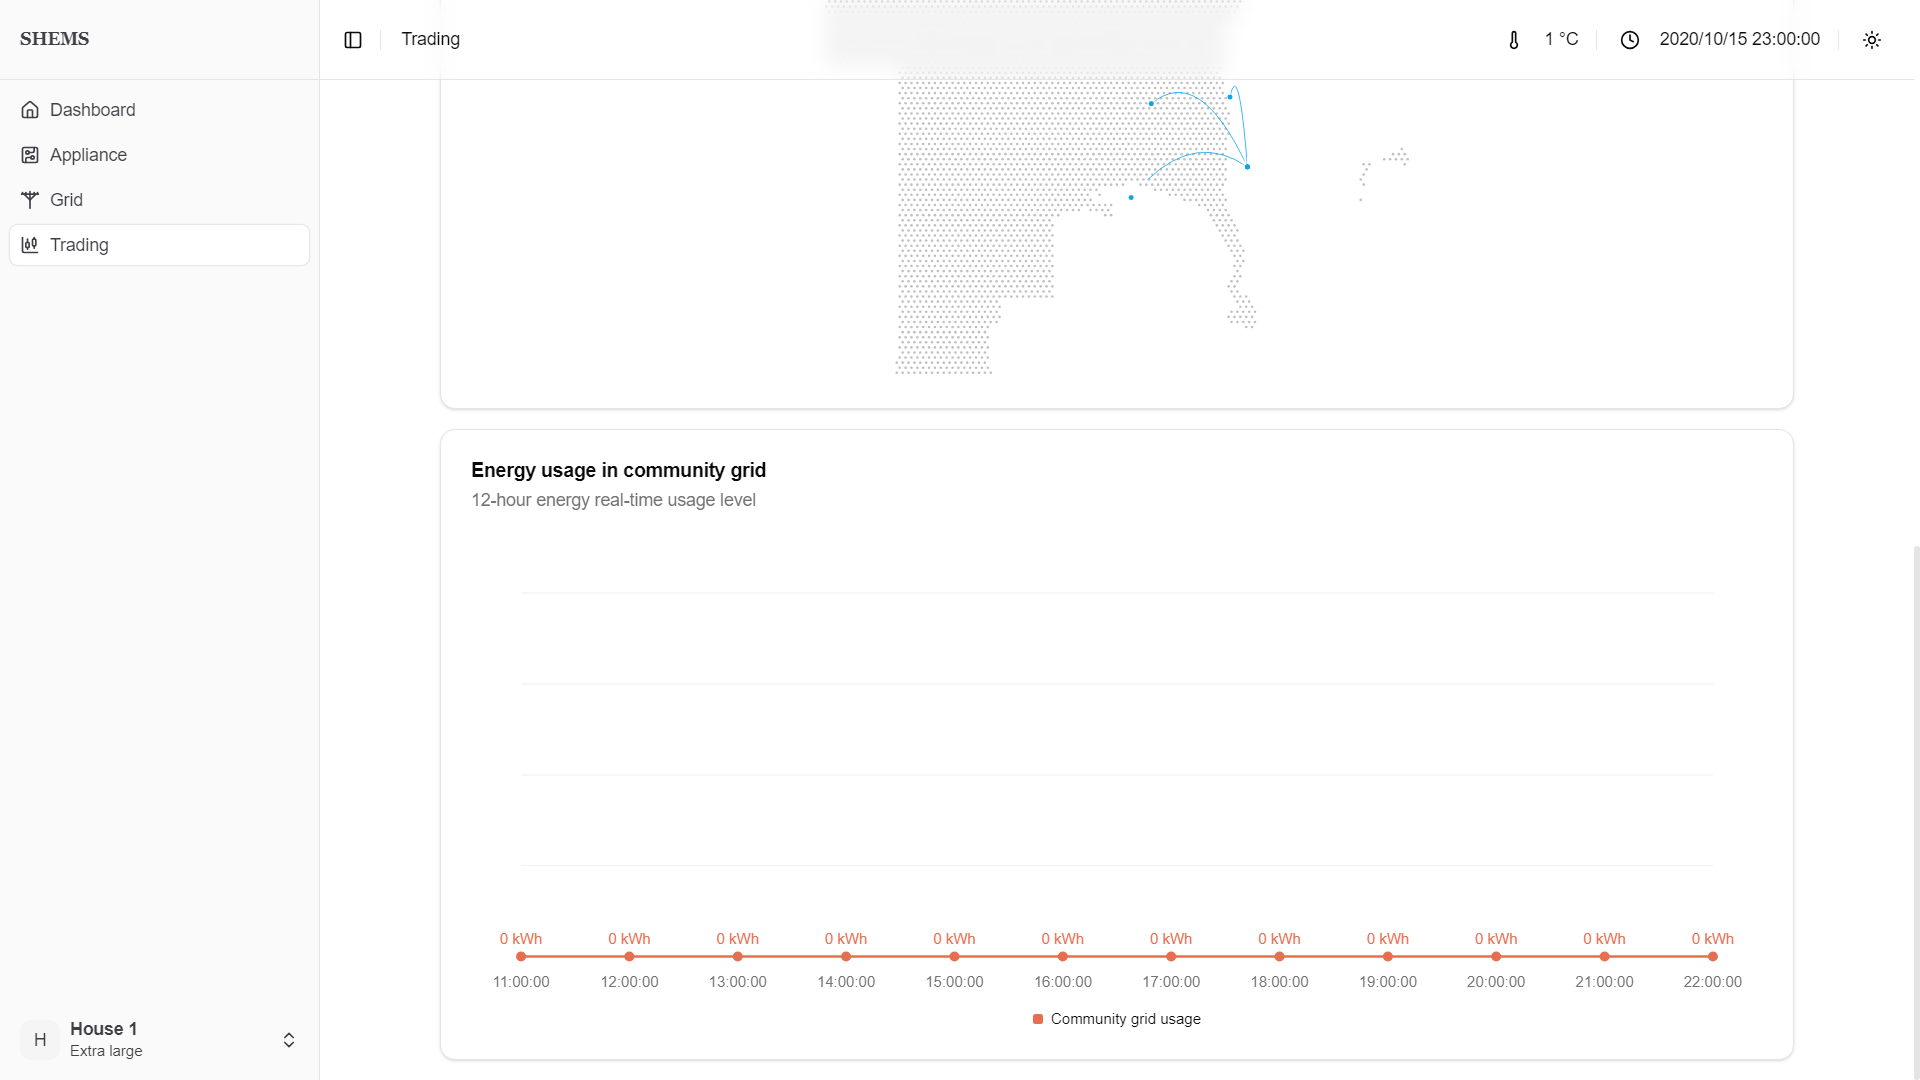 SHEMS
Trading
1 °C
2020/10/15 23:00:00
Dashboard
Appliance
Grid
Trading
Energy usage in community grid
12-hour energy real-time usage level
0 kWh 0 kWh 0 kWh 0 kWh 0 kWh 0 kWh 0 kWh 0 kWh 0 kWh 0 kWh 0 kWh 0 kWh
11:00:00 12:00:00 13:00:00 14:00:00 15:00:00 16:00:00 17:00:00 18:00:00 19:00:00 20:00:00 21:00:00 22:00:00
Community grid usage
H
House 1
Extra large